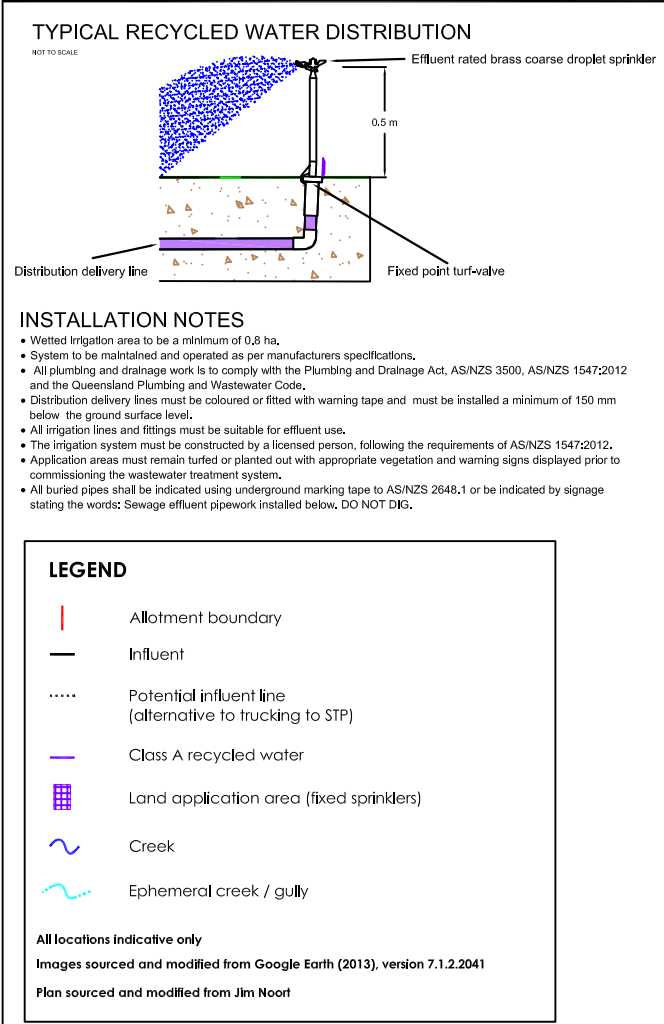 TYPICAL RECYCLED WATER DISTRIBUTION
NOT TO SCALE
Effluent rated brass coarse droplet sprinkler
0.5 m
Distribution delivery line
Fixed point turf-valve
INSTALLATION NOTES
• Wetted irrigation area to be a minimum of 0.8 ha.
• System to be maintained and operated as per manufacturers specifications.
• All plumbing and drainage work is to comply with the Plumbing and Drainage Act, AS/NZS 3500, AS/NZS 1547:2012
and the Queensland Plumbing and Wastewater Code.
• Distribution delivery lines must be coloured or fitted with warning tape and must be installed a minimum of 150 mm
below the ground surface level.
• All irrigation lines and fittings must be suitable for effluent use.
• The irrigation system must be constructed by a licensed person, following the requirements of AS/NZS 1547:2012.
• Application areas must remain turfed or planted out with appropriate vegetation and warning signs displayed prior to
commissioning the wastewater treatment system.
• All buried pipes shall be indicated using underground marking tape to AS/NZS 2648.1 or be indicated by signage
stating the words: Sewage effluent pipework installed below. DO NOT DIG.
LEGEND
Allotment boundary
Influent
Potential influent line
(alternative to trucking to STP)
Class A recycled water
Land application area (fixed sprinklers)
Creek
Ephemeral creek / gully
All locations indicative only
Images sourced and modified from Google Earth (2013), version 7.1.2.2041
Plan sourced and modified from Jim Noort